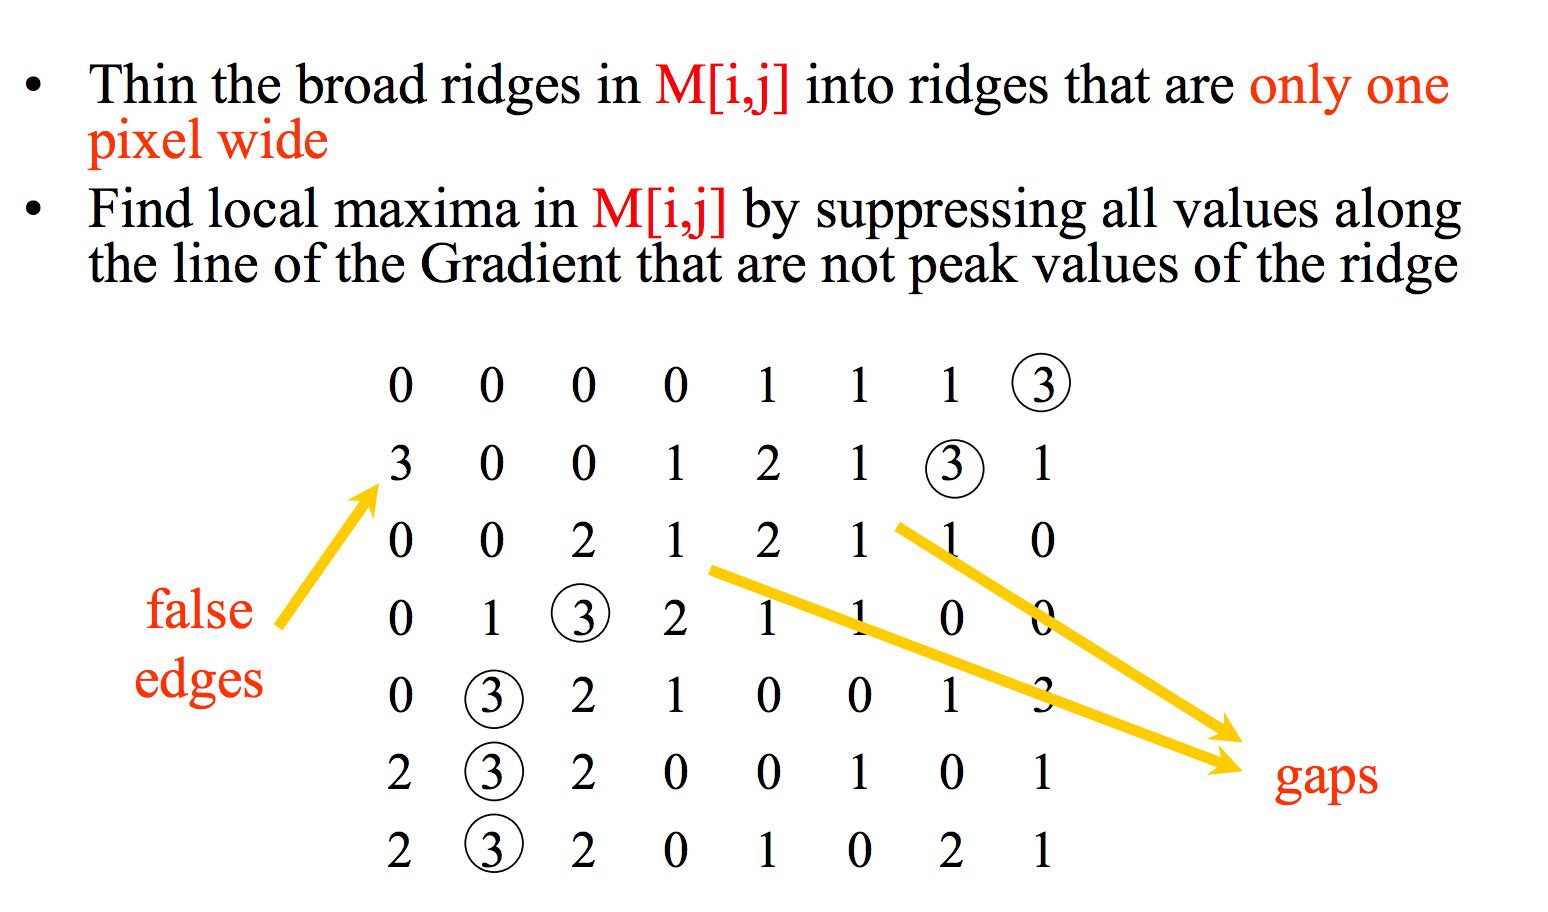 • Thin the broad ridges in M[i,j] into ridges that are only one
pixel wide
• Find local maxima in M[i,j] by suppressing all values along
the line of the Gradient that are not peak values of the ridge
0 0 0 0 1 1 1 3
3 0 0 1 2 1 3 1
0 0 2 1 2 1 1 0
false
0 1 3 2 1 1 0 0
edges
0 3 2 1 0 0 1 3
2 3 2 0 0 1 0 1
gaps
2 3 2 0 1 0 2 1